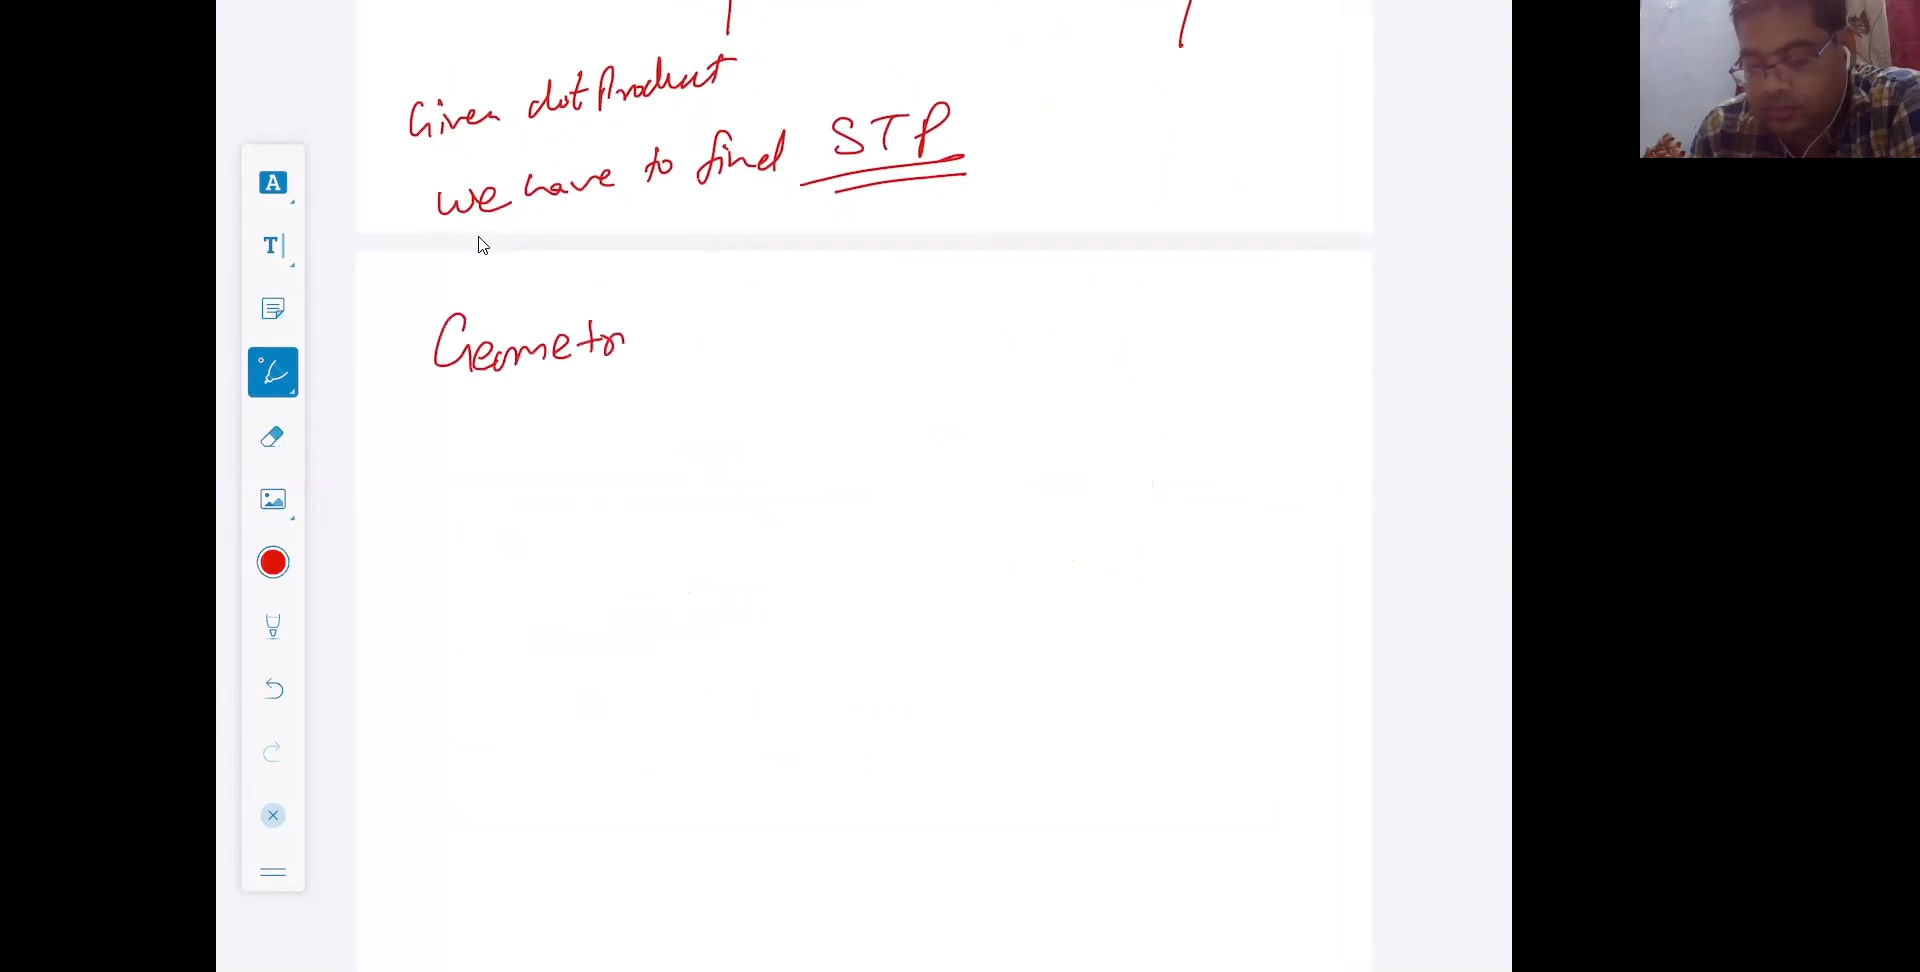 Given dot Product
we have to find STP
A
T
Geometr